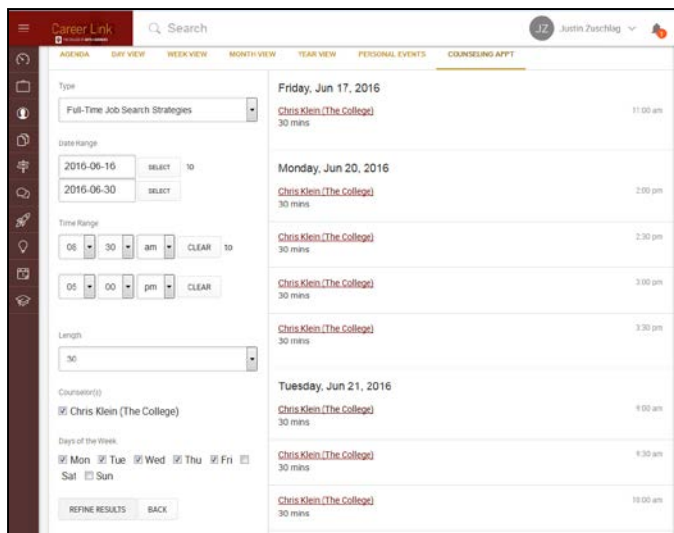 Career Link
THE COLLEGE OF ARTS + SCIENCES
Search
JZ
Justin Zuschlag
AGENDA
DAY VIEW
WEEK VIEW
MONTH VIEW
YEAR VIEW
PERSONAL EVENTS
COUNSELING APPT
Type
Full-Time Job Search Strategies
Date Range
2016-06-16 SELECT TO
2016-06-30 SELECT
Time Range
08 30 am CLEAR to
05 00 pm CLEAR
Length
30
Counselor(s)
Chris Klein (The College)
Days of the Week
Mon Tue Wed Thu Fri
Sat Sun
REFINE RESULTS BACK
Friday, Jun 17, 2016
Chris Klein (The College) 11:00 am
30 mins
Monday, Jun 20, 2016
Chris Klein (The College) 2:00 pm
30 mins
Chris Klein (The College) 2:30 pm
30 mins
Chris Klein (The College) 3:00 pm
30 mins
Chris Klein (The College) 3:30 pm
30 mins
Tuesday, Jun 21, 2016
Chris Klein (The College) 9:00 am
30 mins
Chris Klein (The College) 9:30 am
30 mins
Chris Klein (The College) 10:00 am
30 mins